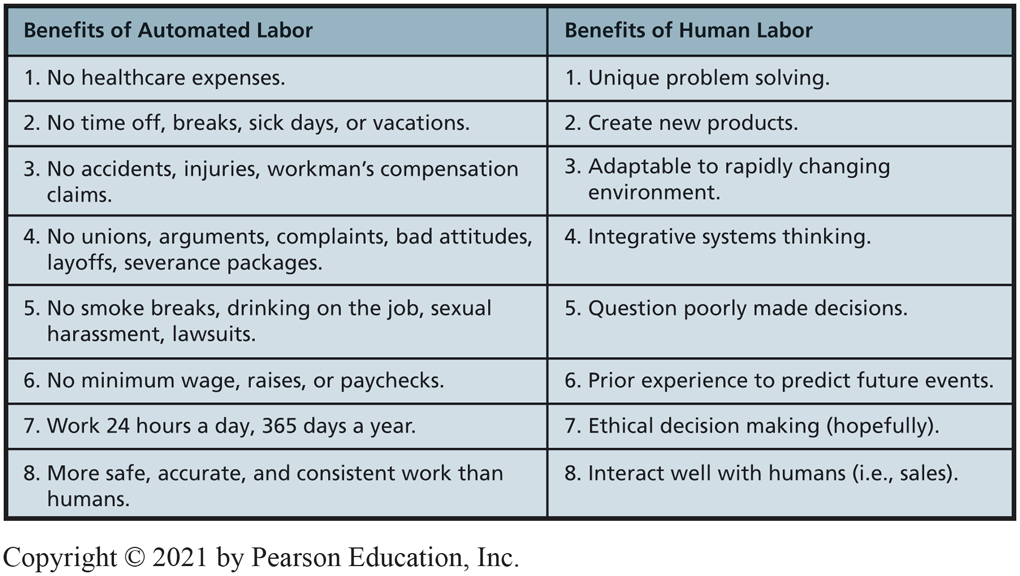 Benefits of Automated Labor
Benefits of Human Labor
1. No healthcare expenses.
1. Unique problem solving.
2. No time off, breaks, sick days, or vacations.
2. Create new products.
3. No accidents, injuries, workman’s compensation
claims.
3. Adaptable to rapidly changing
environment.
4. No unions, arguments, complaints, bad attitudes,
layoffs, severance packages.
4. Integrative systems thinking.
5. No smoke breaks, drinking on the job, sexual
harassment, lawsuits.
5. Question poorly made decisions.
6. No minimum wage, raises, or paychecks.
6. Prior experience to predict future events.
7. Work 24 hours a day, 365 days a year.
7. Ethical decision making (hopefully).
8. More safe, accurate, and consistent work than
humans.
8. Interact well with humans (i.e., sales).
Copyright © 2021 by Pearson Education, Inc.